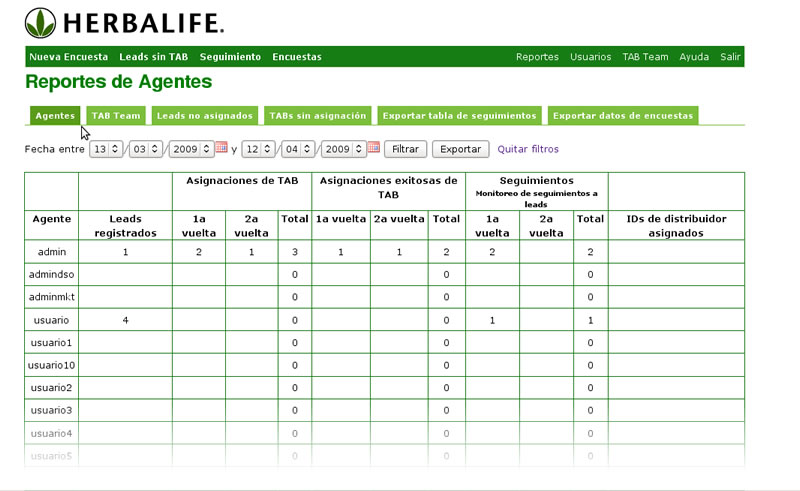 HERBALIFE.
Nueva Encuesta Leads sin TAB Seguimiento Encuestas Reportes Usuarios TAB Team Ayuda Salir
Reportes de Agentes
Agentes TAB Team Leads no asignados TABs sin asignación Exportar tabla de seguimientos Exportar datos de encuestas
Fecha entre 13 / 03 / 2009 y 12 / 04 / 2009 Filtrar Exportar Quitar filtros
Asignaciones de TAB Asignaciones exitosas de TAB Seguimientos
Monitoreo de seguimientos a leads
Agente Leads registrados 1a vuelta 2a vuelta Total 1a vuelta 2a vuelta Total 1a vuelta 2a vuelta Total IDs de distribuidor asignados
admin 1 2 1 3 1 1 2 2 2
admindso 0 0 0
adminmkt 0 0 0
usuario 4 0 0 1 1
usuario1 0 0 0
usuario10 0 0 0
usuario2 0 0 0
usuario3 0 0 0
usuario4 0 0 0
usuario5 0 0 0